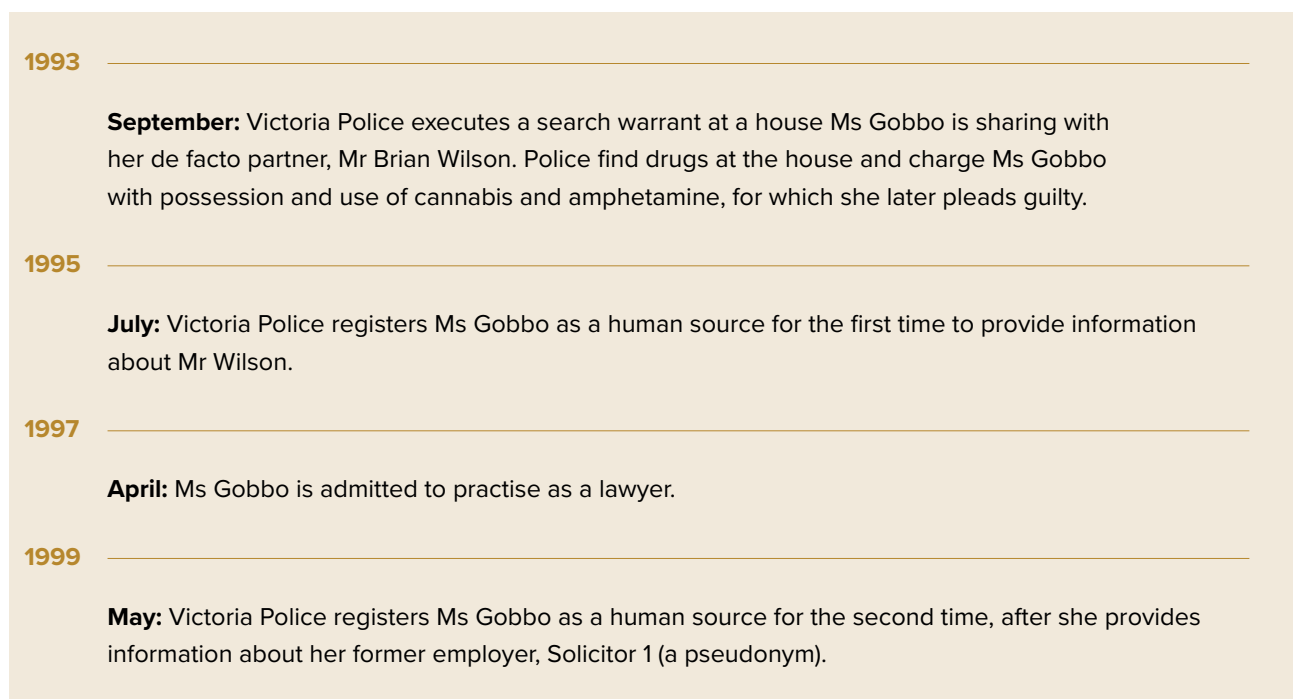 1993
September: Victoria Police executes a search warrant at a house Ms Gobbo is sharing with
her de facto partner, Mr Brian Wilson. Police find drugs at the house and charge Ms Gobbo
with possession and use of cannabis and amphetamine, for which she later pleads guilty.
1995
July: Victoria Police registers Ms Gobbo as a human source for the first time to provide information
about Mr Wilson.
1997
April: Ms Gobbo is admitted to practise as a lawyer.
1999
May: Victoria Police registers Ms Gobbo as a human source for the second time, after she provides
information about her former employer, Solicitor 1 (a pseudonym).